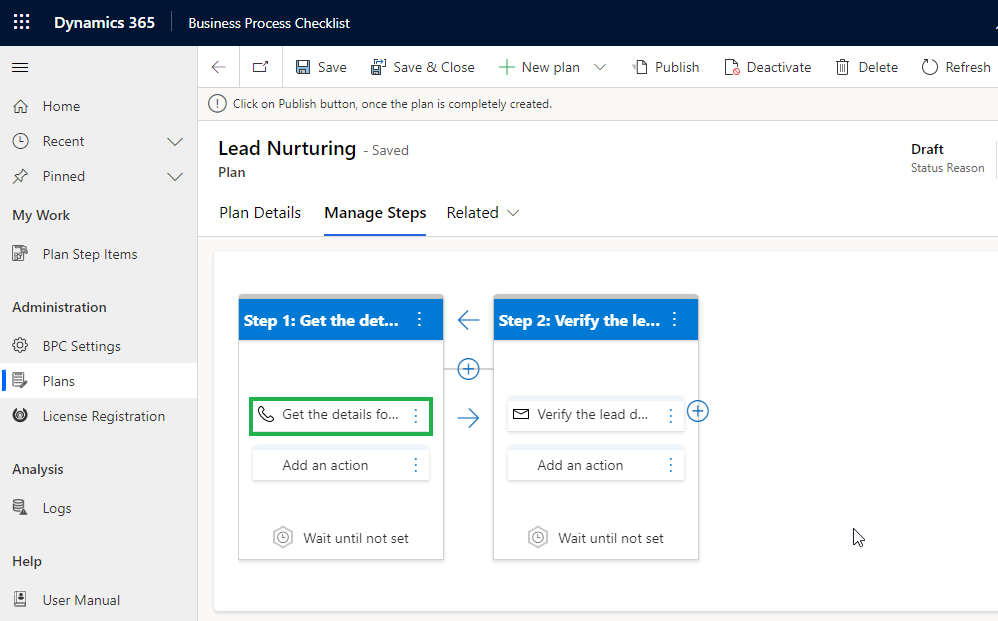 Dynamics 365 Business Process Checklist
Save Save & Close New plan Publish Deactivate Delete Refresh
Click on Publish button, once the plan is completely created.
Home
Recent
Pinned
My Work
Plan Step Items
Administration
BPC Settings
Plans
License Registration
Analysis
Logs
Help
User Manual
Lead Nurturing - Saved
Plan
Draft
Status Reason
Plan Details Manage Steps Related
Step 1: Get the det...
Get the details fo...
Add an action
Wait until not set
Step 2: Verify the le...
Verify the lead d...
Add an action
Wait until not set